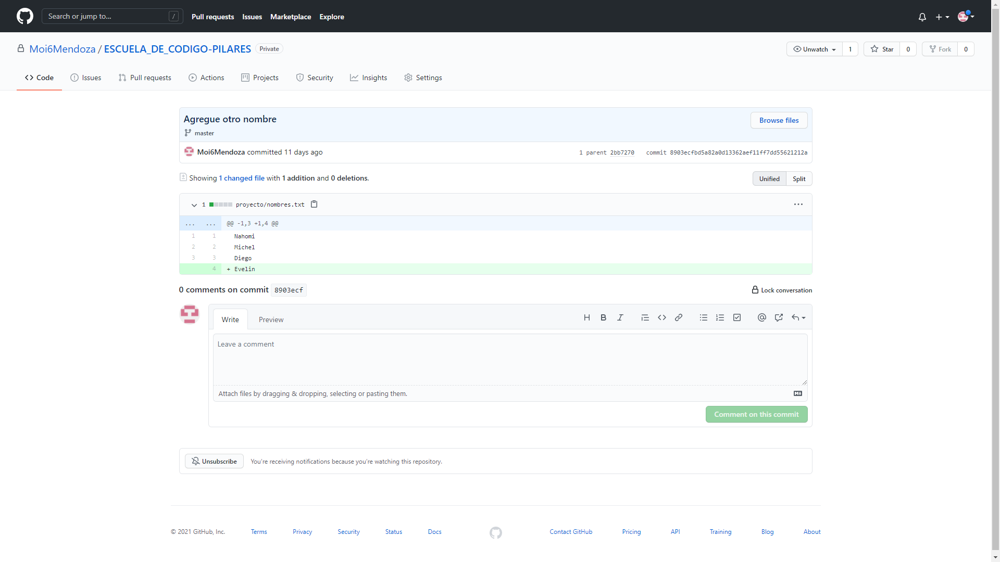 Search or jump to... /
Pull requests Issues Marketplace Explore
Moi6Mendoza / ESCUELA_DE_CODIGO-PILARES Private
Unwatch 1 Star 0 Fork 0
Code Issues Pull requests Actions Projects Security Insights Settings
Agregue otro nombre
Browse files
master
Moi6Mendoza committed 11 days ago
1 parent 2bb7270 commit 8903ecfbd5a82a0d13362aef11ff7dd55621212a
Showing 1 changed file with 1 addition and 0 deletions.
Unified Split
1 proyecto/nombres.txt ...
... ... @@ -1,3 +1,4 @@
1 1 Nahomi
2 2 Michel
3 3 Diego
4 + Evelin
0 comments on commit 8903ecf
Lock conversation
Write Preview
Leave a comment
Attach files by dragging & dropping, selecting or pasting them.
Comment on this commit
Unsubscribe You're receiving notifications because you're watching this repository.
© 2021 GitHub, Inc. Terms Privacy Security Status Docs Contact GitHub Pricing API Training Blog About